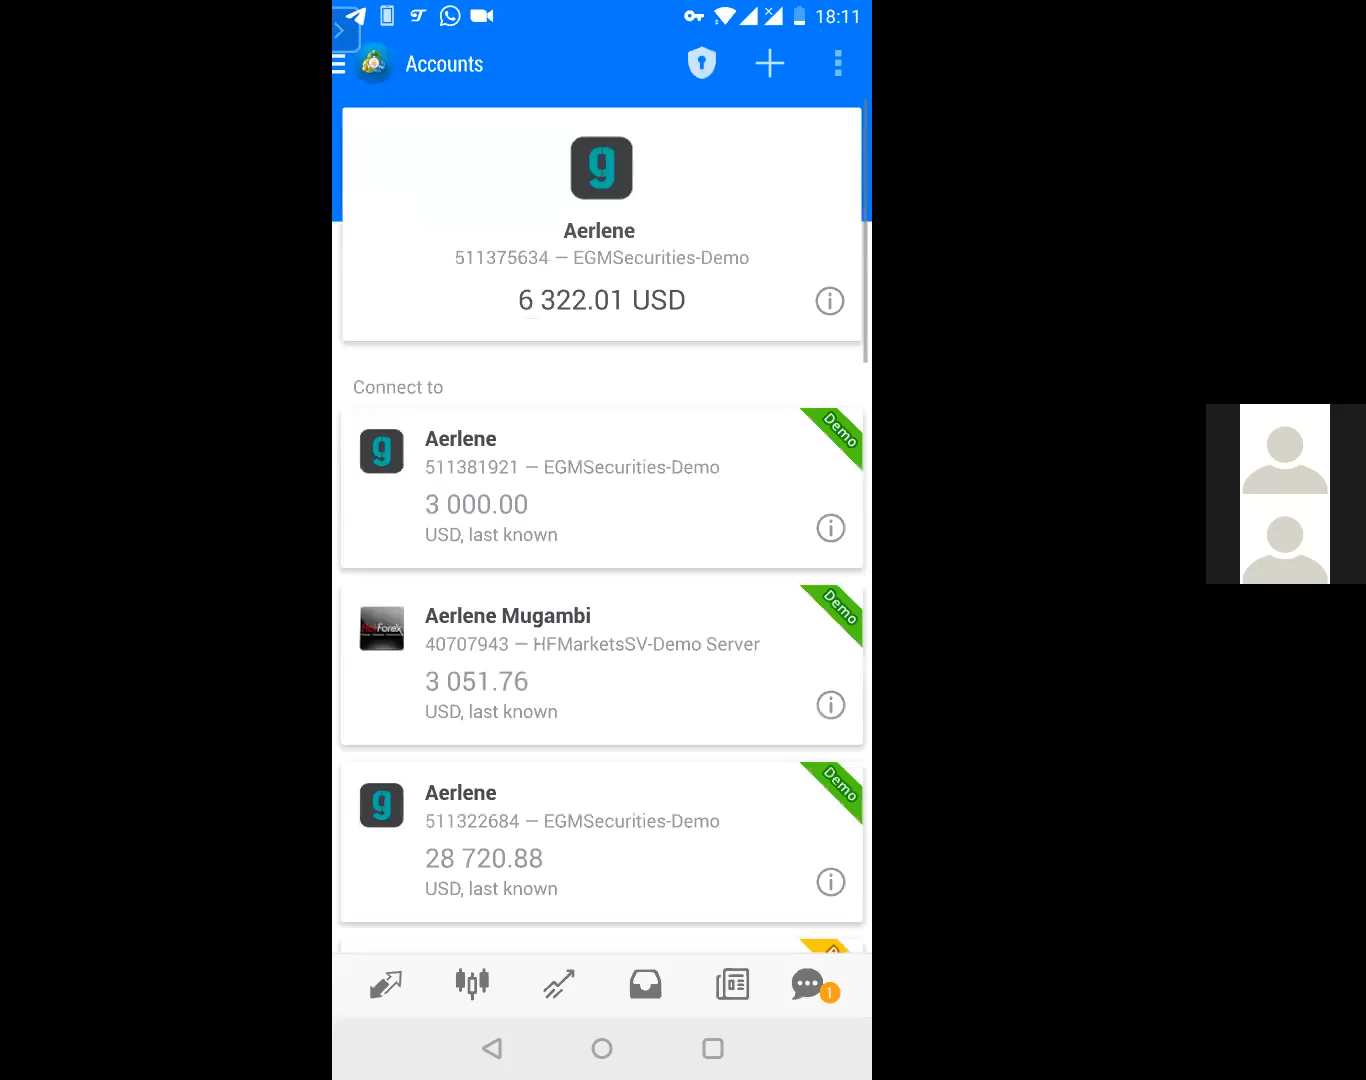 18:11
Accounts
g
Aerlene
511375634 — EGMSecurities-Demo
6 322.01 USD
Connect to
Demo
g
Aerlene
511381921 — EGMSecurities-Demo
3 000.00
USD, last known
Demo
HotForex
Aerlene Mugambi
40707943 — HFMarketsSV-Demo Server
3 051.76
USD, last known
Demo
g
Aerlene
511322684 — EGMSecurities-Demo
28 720.88
USD, last known
1